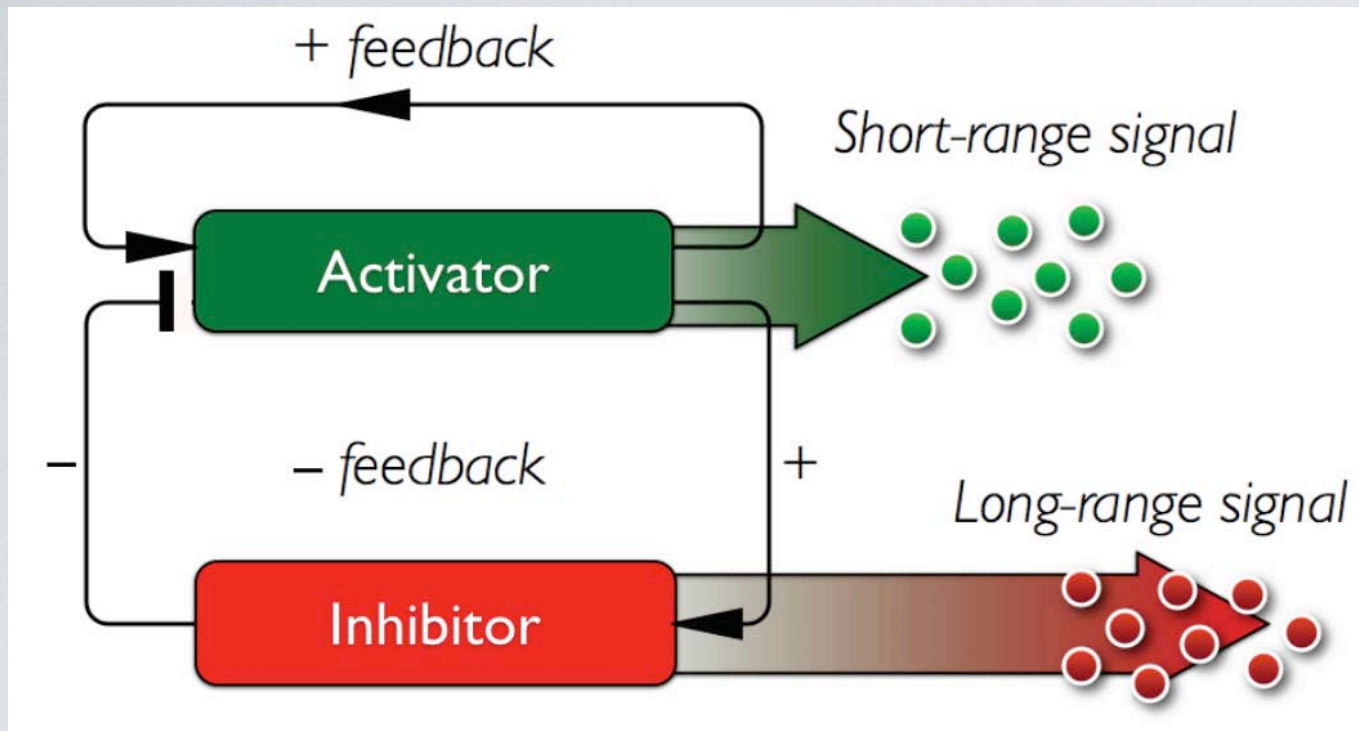 + feedback
Short-range signal
Activator
– – feedback +
Long-range signal
Inhibitor